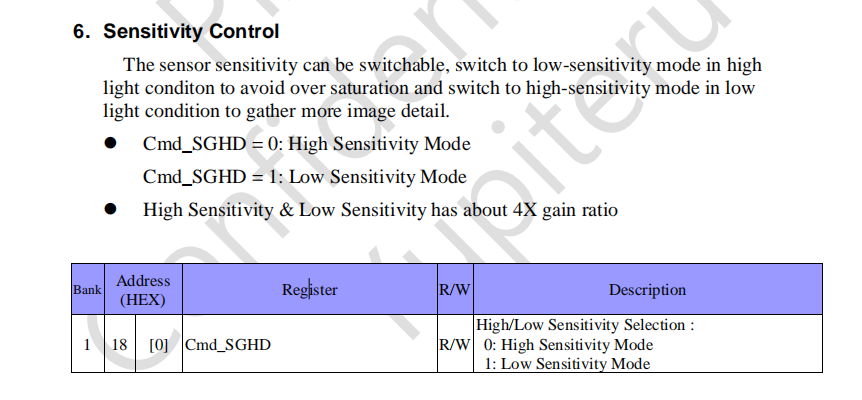 6. Sensitivity Control
The sensor sensitivity can be switchable, switch to low-sensitivity mode in high
light conditon to avoid over saturation and switch to high-sensitivity mode in low
light condition to gather more image detail.
● Cmd_SGHD = 0: High Sensitivity Mode
Cmd_SGHD = 1: Low Sensitivity Mode
● High Sensitivity & Low Sensitivity has about 4X gain ratio
Bank Address (HEX) Register R/W Description
1 18 [0] Cmd_SGHD R/W High/Low Sensitivity Selection :
0: High Sensitivity Mode
1: Low Sensitivity Mode